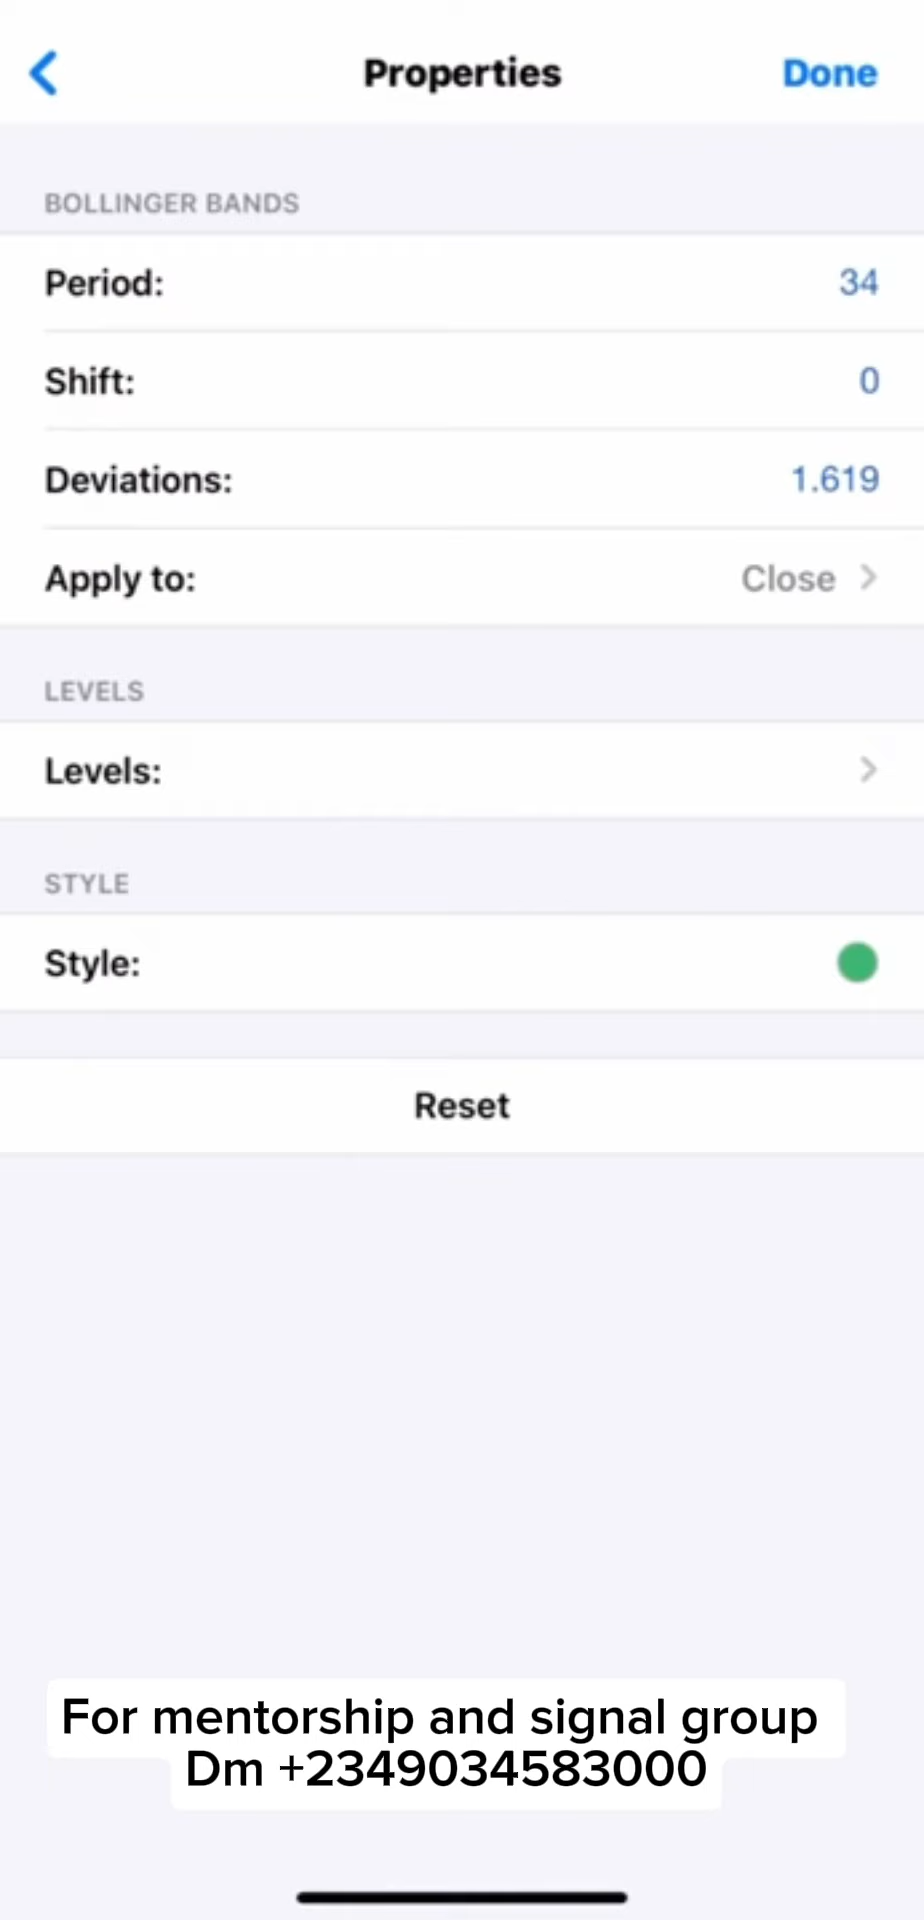 Properties
Done
BOLLINGER BANDS
Period:
34
Shift:
0
Deviations:
1.619
Apply to:
Close
LEVELS
Levels:
STYLE
Style:
Reset
For mentorship and signal group
Dm +2349034583000